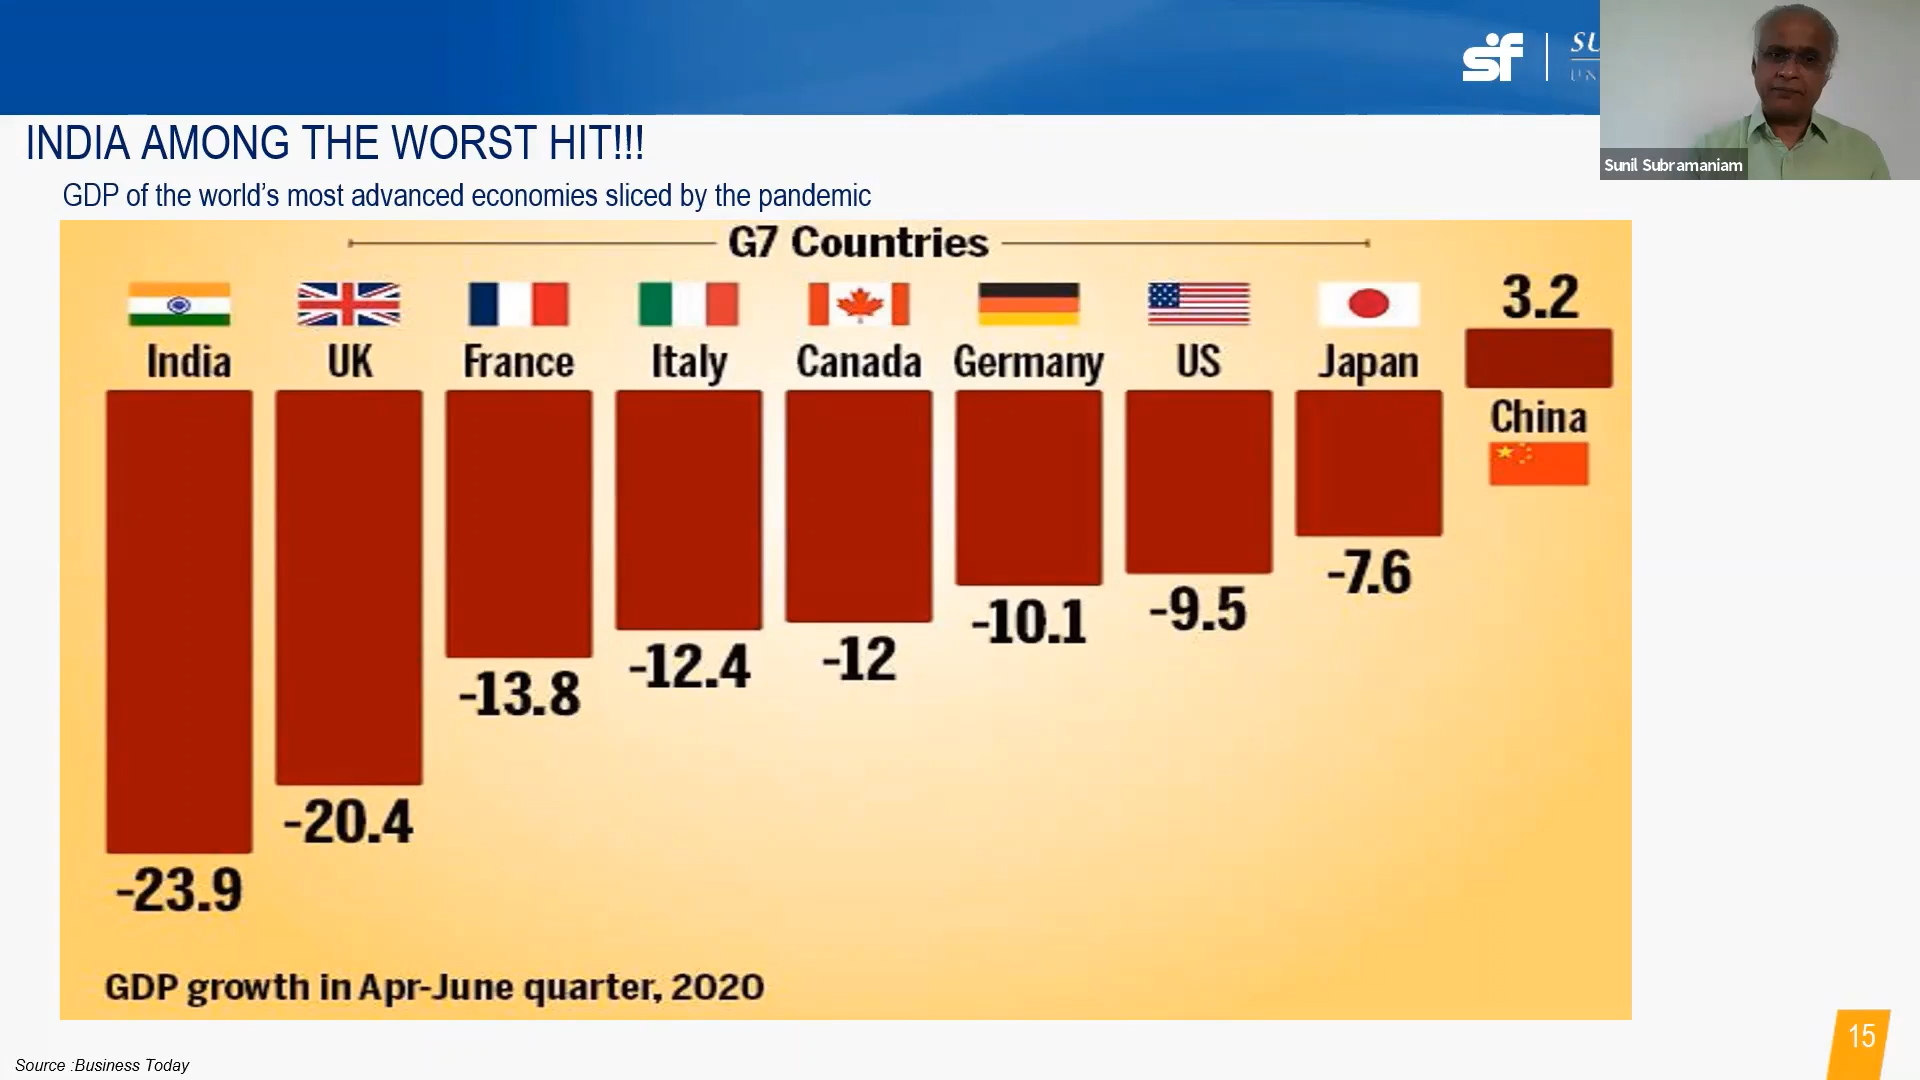 sf
SU
UN
Sunil Subramaniam
INDIA AMONG THE WORST HIT!!!
GDP of the world’s most advanced economies sliced by the pandemic
G7 Countries
India
UK
France
Italy
Canada
Germany
US
Japan
3.2
China
-23.9
-20.4
-13.8
-12.4
-12
-10.1
-9.5
-7.6
GDP growth in Apr-June quarter, 2020
Source :Business Today
15